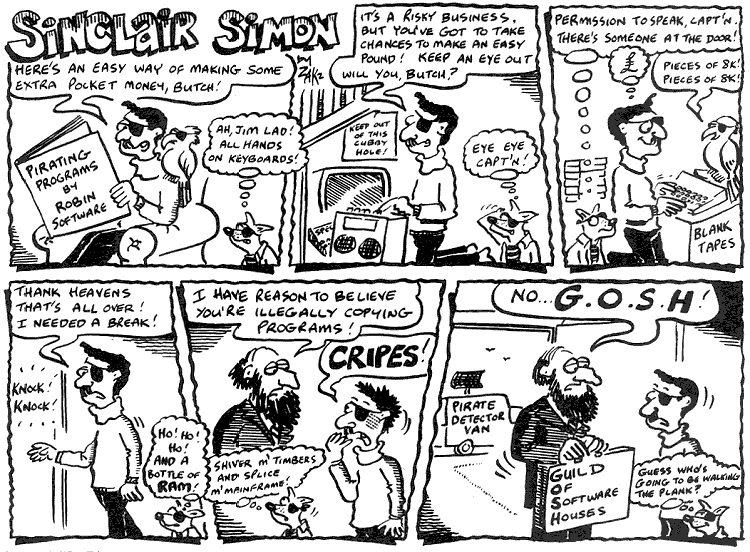 SINCLAIR SIMON
HERE'S AN EASY WAY OF MAKING SOME
EXTRA POCKET MONEY, BUTCH!
PIRATING
PROGRAMS
BY
ROBIN
SOFTWARE
AH, JIM LAD!
ALL HANDS
ON KEYBOARDS!
IT'S A RISKY BUSINESS,
BUT YOU'VE GOT TO TAKE
CHANCES TO MAKE AN EASY
POUND! KEEP AN EYE OUT
WILL YOU, BUTCH?
KEEP OUT
OF THIS
CUBBY
HOLE!
EYE EYE
CAPT'N!
PERMISSION TO SPEAK, CAPT'N.
THERE'S SOMEONE AT THE DOOR!
£
PIECES OF 8K!
PIECES OF 8K!
BLANK
TAPES
THANK HEAVENS
THAT'S ALL OVER!
I NEEDED A BREAK!
KNOCK!
KNOCK!
HO! HO!
HO!
AND A
BOTTLE OF
RAM!
I HAVE REASON TO BELIEVE
YOU'RE ILLEGALLY COPYING
PROGRAMS!
CRIPES!
SHIVER M' TIMBERS
AND SPLICE
M' MAINFRAME!
NO... G.O.S.H!
PIRATE
DETECTOR
VAN
GUILD
OF
SOFTWARE
HOUSES
GUESS WHO'S
GOING TO BE WALKING
THE PLANK?